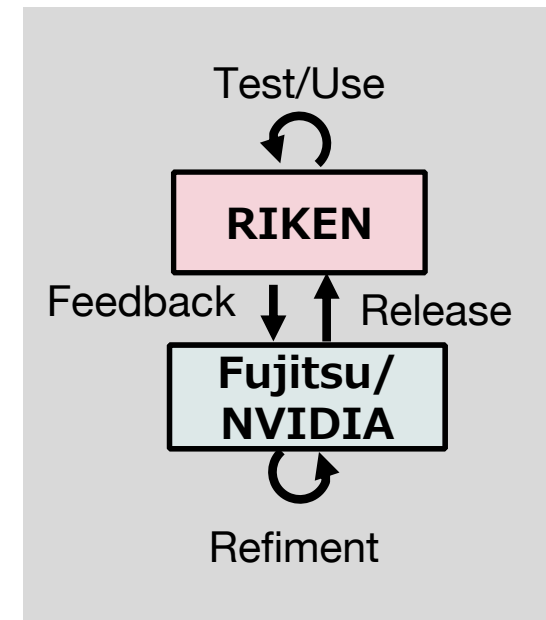 Test/Use
RIKEN
Feedback
Release
Fujitsu/
NVIDIA
Refiment